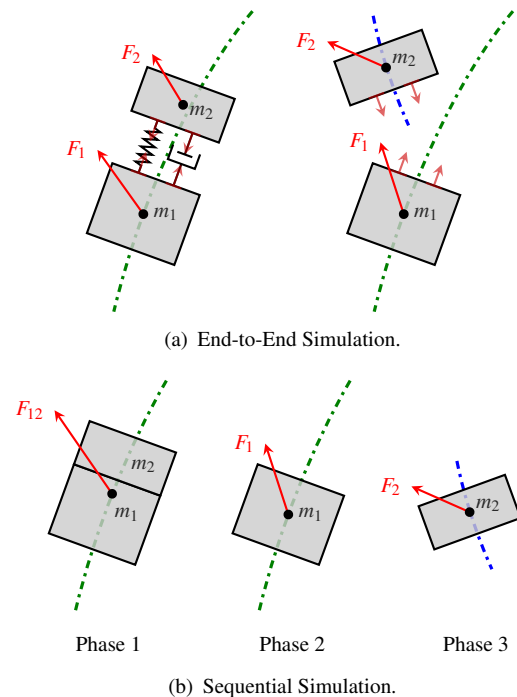 F₂ F₂
m₂ m₂
F₁ F₁
m₁ m₁
(a) End-to-End Simulation.
F₁₂
m₂ F₁
F₂ m₂
m₁ m₁
Phase 1 Phase 2 Phase 3
(b) Sequential Simulation.